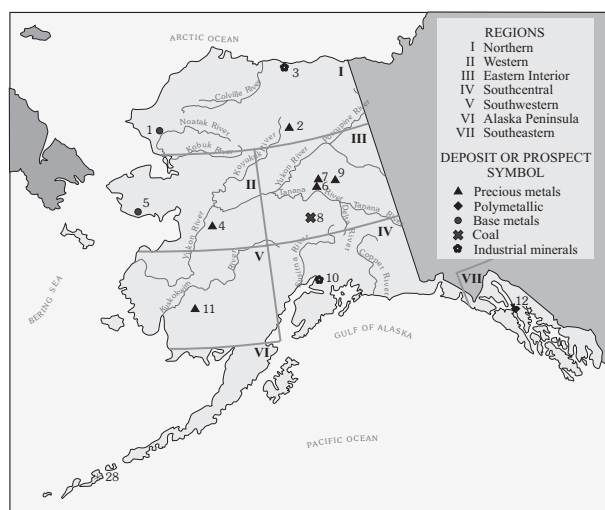 ARCTIC OCEAN
REGIONS
I Northern
II Western
III Eastern Interior
IV Southcentral
V Southwestern
VI Alaska Peninsula
VII Southeastern
DEPOSIT OR PROSPECT
SYMBOL
Precious metals
Polymetallic
Base metals
Coal
Industrial minerals
3
I
Colville River
1
Noatak River
2
Porcupine River
Kobuk River
Koyukuk River
III
II
Yukon River
7
9
6
Tanana
River
5
4
8
Delta River
Tanana River
IV
Yukon River
V
Susitna River
Copper River
Kuskokwim
River
10
VII
12
11
BERING SEA
GULF OF ALASKA
VI
PACIFIC OCEAN
28